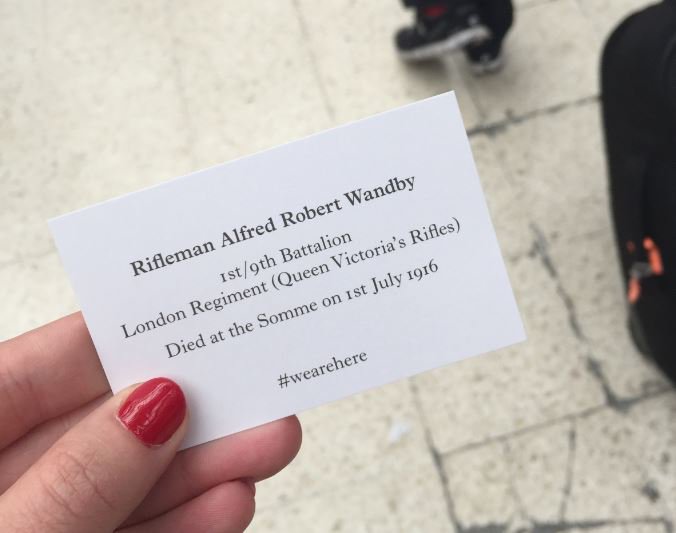 Rifleman Alfred Robert Wandby
1st/9th Battalion
London Regiment (Queen Victoria's Rifles)
Died at the Somme on 1st July 1916
#wearehere